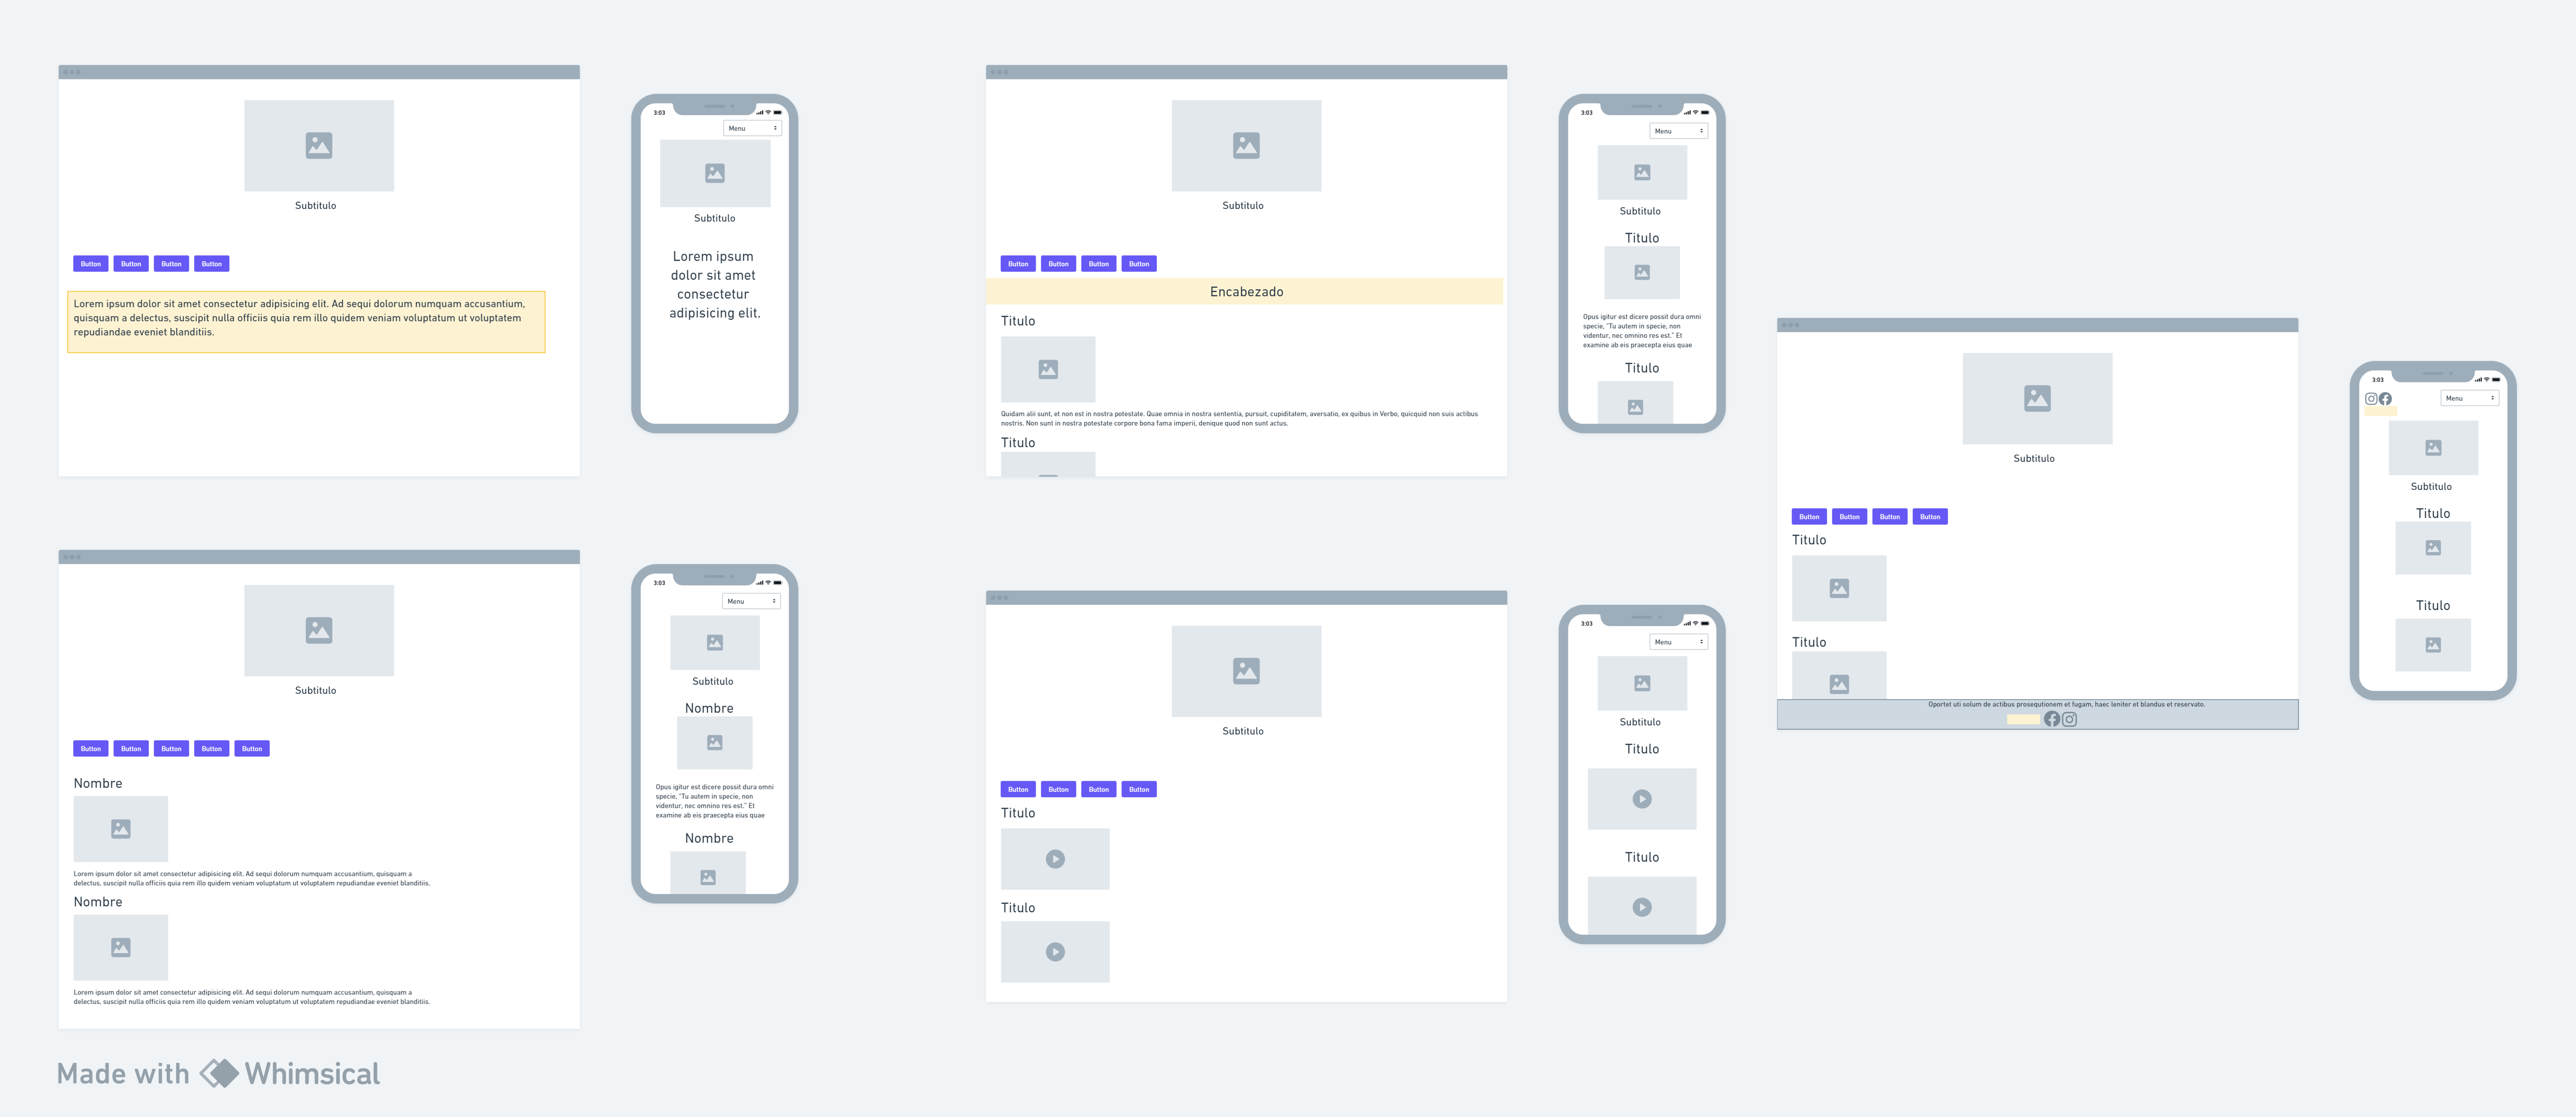 Subtitulo
Button Button Button Button
Lorem ipsum dolor sit amet consectetur adipisicing elit. Ad sequi dolorum numquam accusantium,
quisquam a delectus, suscipit nulla officiis quia rem illo quidem veniam voluptatum ut voluptatem
repudiandae eveniet blanditiis.
3:03
Menu
Subtitulo
Lorem ipsum
dolor sit amet
consectetur
adipisicing elit.
Subtitulo
Button Button Button Button
Encabezado
Titulo
Quidam alii sunt, et non est in nostra potestate. Quae omnia in nostra sententia, pursuit, cupiditatem, aversatio, ex quibus in Verbo, quicquid non suis actibus
nostris. Non sunt in nostra potestate corpore bona fama imperii, denique quod non sunt actus.
Titulo
3:03
Menu
Subtitulo
Titulo
Opus igitur est dicere possit dura omni
specie, "Tu autem in specie, non
videntur, nec omnino res est." Et
examine ab eis praecepta eius quae
Titulo
Subtitulo
Button Button Button Button
Titulo
Titulo
Oportet uti solum de actibus prosequtionem et fugam, haec leniter et blandus et reservato.
3:03
Menu
Subtitulo
Titulo
Titulo
Subtitulo
Button Button Button Button Button
Nombre
Lorem ipsum dolor sit amet consectetur adipisicing elit. Ad sequi dolorum numquam accusantium, quisquam a
delectus, suscipit nulla officiis quia rem illo quidem veniam voluptatum ut voluptatem repudiandae eveniet blanditiis.
Nombre
Lorem ipsum dolor sit amet consectetur adipisicing elit. Ad sequi dolorum numquam accusantium, quisquam a
delectus, suscipit nulla officiis quia rem illo quidem veniam voluptatum ut voluptatem repudiandae eveniet blanditiis.
3:03
Menu
Subtitulo
Nombre
Opus igitur est dicere possit dura omni
specie, "Tu autem in specie, non
videntur, nec omnino res est." Et
examine ab eis praecepta eius quae
Nombre
Subtitulo
Button Button Button Button
Titulo
Titulo
3:03
Menu
Subtitulo
Titulo
Titulo
Made with Whimsical